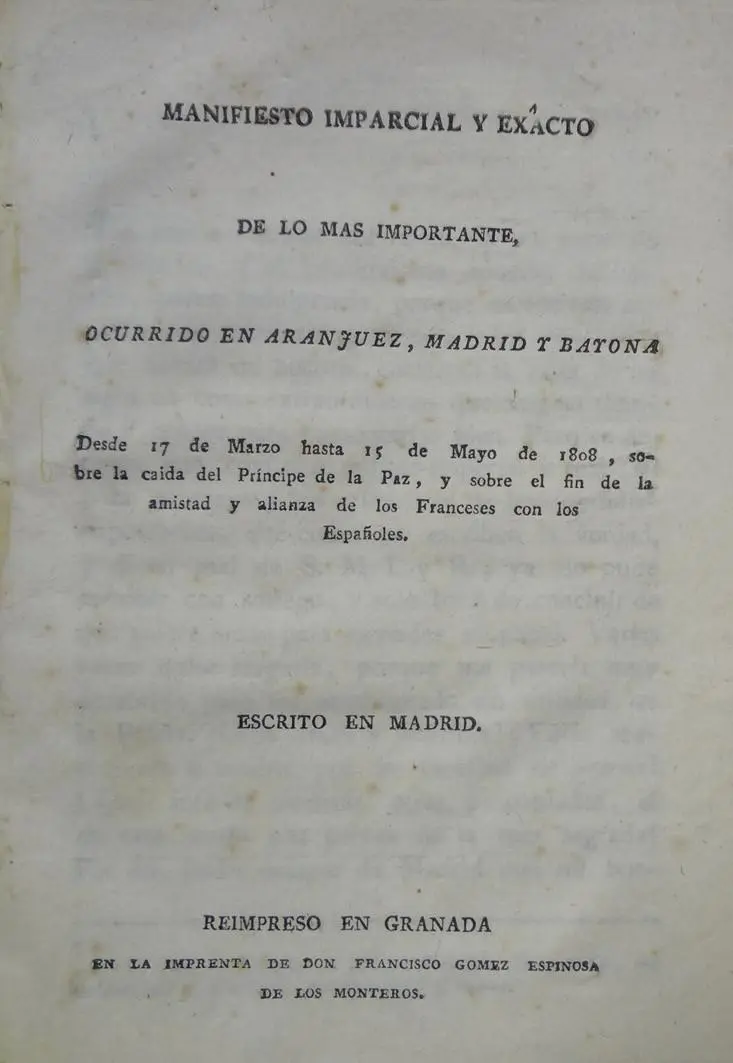 MANIFIESTO IMPARCIAL Y EXÂCTO
DE LO MAS IMPORTANTE,
OCURRIDO EN ARANJUEZ, MADRID Y BAYONA
Desde 17 de Marzo hasta 15 de Mayo de 1808, so-
bre la caida del Príncipe de la Paz, y sobre el fin de la
amistad y alianza de los Franceses con los
Españoles.
ESCRITO EN MADRID.
REIMPRESO EN GRANADA
EN LA IMPRENTA DE DON FRANCISCO GOMEZ ESPINOSA
DE LOS MONTEROS.